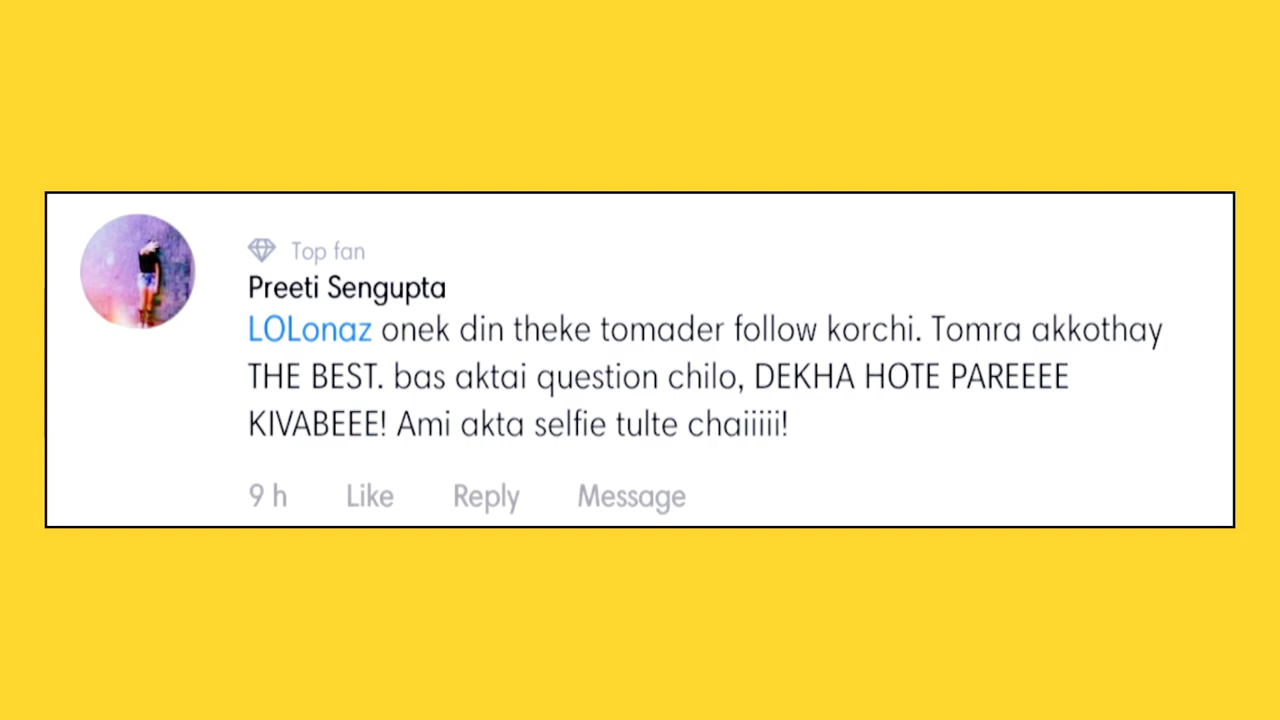 Top fan
Preeti Sengupta
LOLonaz onek din theke tomader follow korchi. Tomra akkothay
THE BEST. bas aktai question chilo, DEKHA HOTE PAREEEE
KIVABEEE! Ami akta selfie tulte chaiiiii!
9 h Like Reply Message